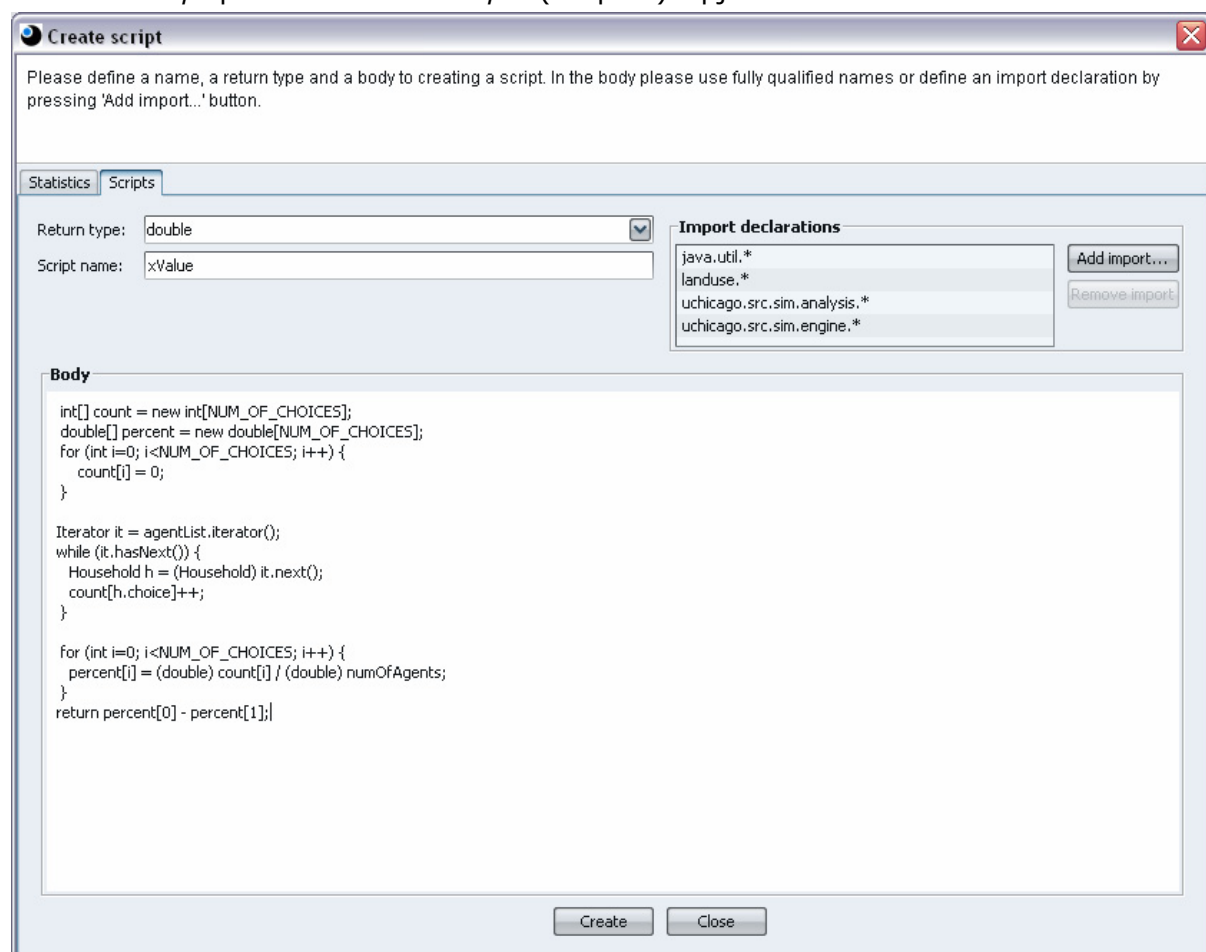 Create script
Please define a name, a return type and a body to creating a script. In the body please use fully qualified names or define an import declaration by
pressing 'Add import...' button.
Statistics
Scripts
Return type:
double
Script name:
xValue
Import declarations
java.util.*
landuse.*
uchicago.src.sim.analysis.*
uchicago.src.sim.engine.*
Add import...
Remove import
Body
int[] count = new int[NUM_OF_CHOICES];
double[] percent = new double[NUM_OF_CHOICES];
for (int i=0; i<NUM_OF_CHOICES; i++) {
count[i] = 0;
}
Iterator it = agentList.iterator();
while (it.hasNext()) {
Household h = (Household) it.next();
count[h.choice]++;
}
for (int i=0; i<NUM_OF_CHOICES; i++) {
percent[i] = (double) count[i] / (double) numOfAgents;
}
return percent[0] - percent[1];
Create
Close